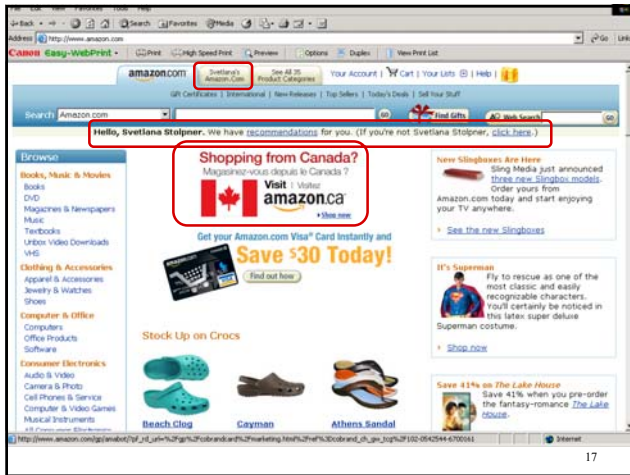 File Edit View Favorites Tools Help
Back Search Favorites Media
Address http://www.amazon.com Go Links
Canon Easy-WebPrint Print High Speed Print Preview Options Duplex View Print List
amazon.com Svetlana's Amazon.Com See All 35 Product Categories Your Account | Cart | Your Lists | Help |
Gift Certificates | International | New Releases | Top Sellers | Today's Deals | Sell Your Stuff
Search Amazon.com GO Find Gifts A9 Web Search GO
Hello, Svetlana Stolpner. We have recommendations for you. (If you're not Svetlana Stolpner, click here.)
Browse
Books, Music & Movies
Books
DVD
Magazines & Newspapers
Music
Textbooks
Unbox Video Downloads
VHS
Clothing & Accessories
Apparel & Accessories
Jewelry & Watches
Shoes
Computer & Office
Computers
Office Products
Software
Consumer Electronics
Audio & Video
Camera & Photo
Cell Phones & Service
Computer & Video Games
Musical Instruments
All Consumer Electronics
Shopping from Canada?
Magasinez-vous depuis le Canada?
Visit | Visitez
amazon.ca
Shop now
Get your Amazon.com Visa® Card Instantly and
Save $30 Today!
Find out how
Stock Up on Crocs
Beach Clog
Cayman
Athens Sandal
New Slingboxes Are Here
Sling Media just announced
three new Slingbox models.
Order yours from
Amazon.com today and start enjoying
your TV anywhere.
See the new Slingboxes
It's Superman
Fly to rescue as one of the
most classic and easily
recognizable characters.
You'll certainly be noticed in
this latex super deluxe
Superman costume.
Shop now
Save 41% on The Lake House
Save 41% when you pre-order
the fantasy-romance The Lake
House.
Internet
17